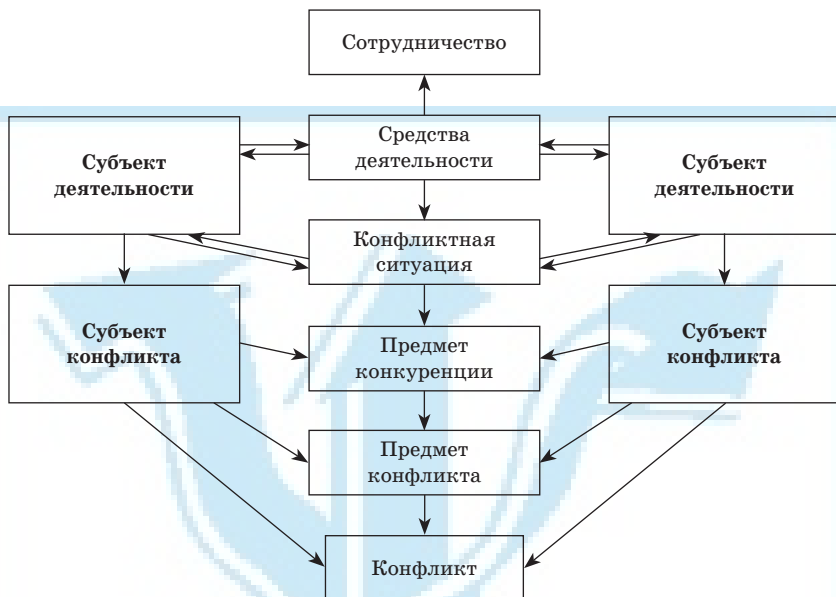 Сотрудничество
Субъект
деятельности
Средства
деятельности
Субъект
деятельности
Конфликтная
ситуация
Субъект
конфликта
Предмет
конкуренции
Субъект
конфликта
Предмет
конфликта
Конфликт